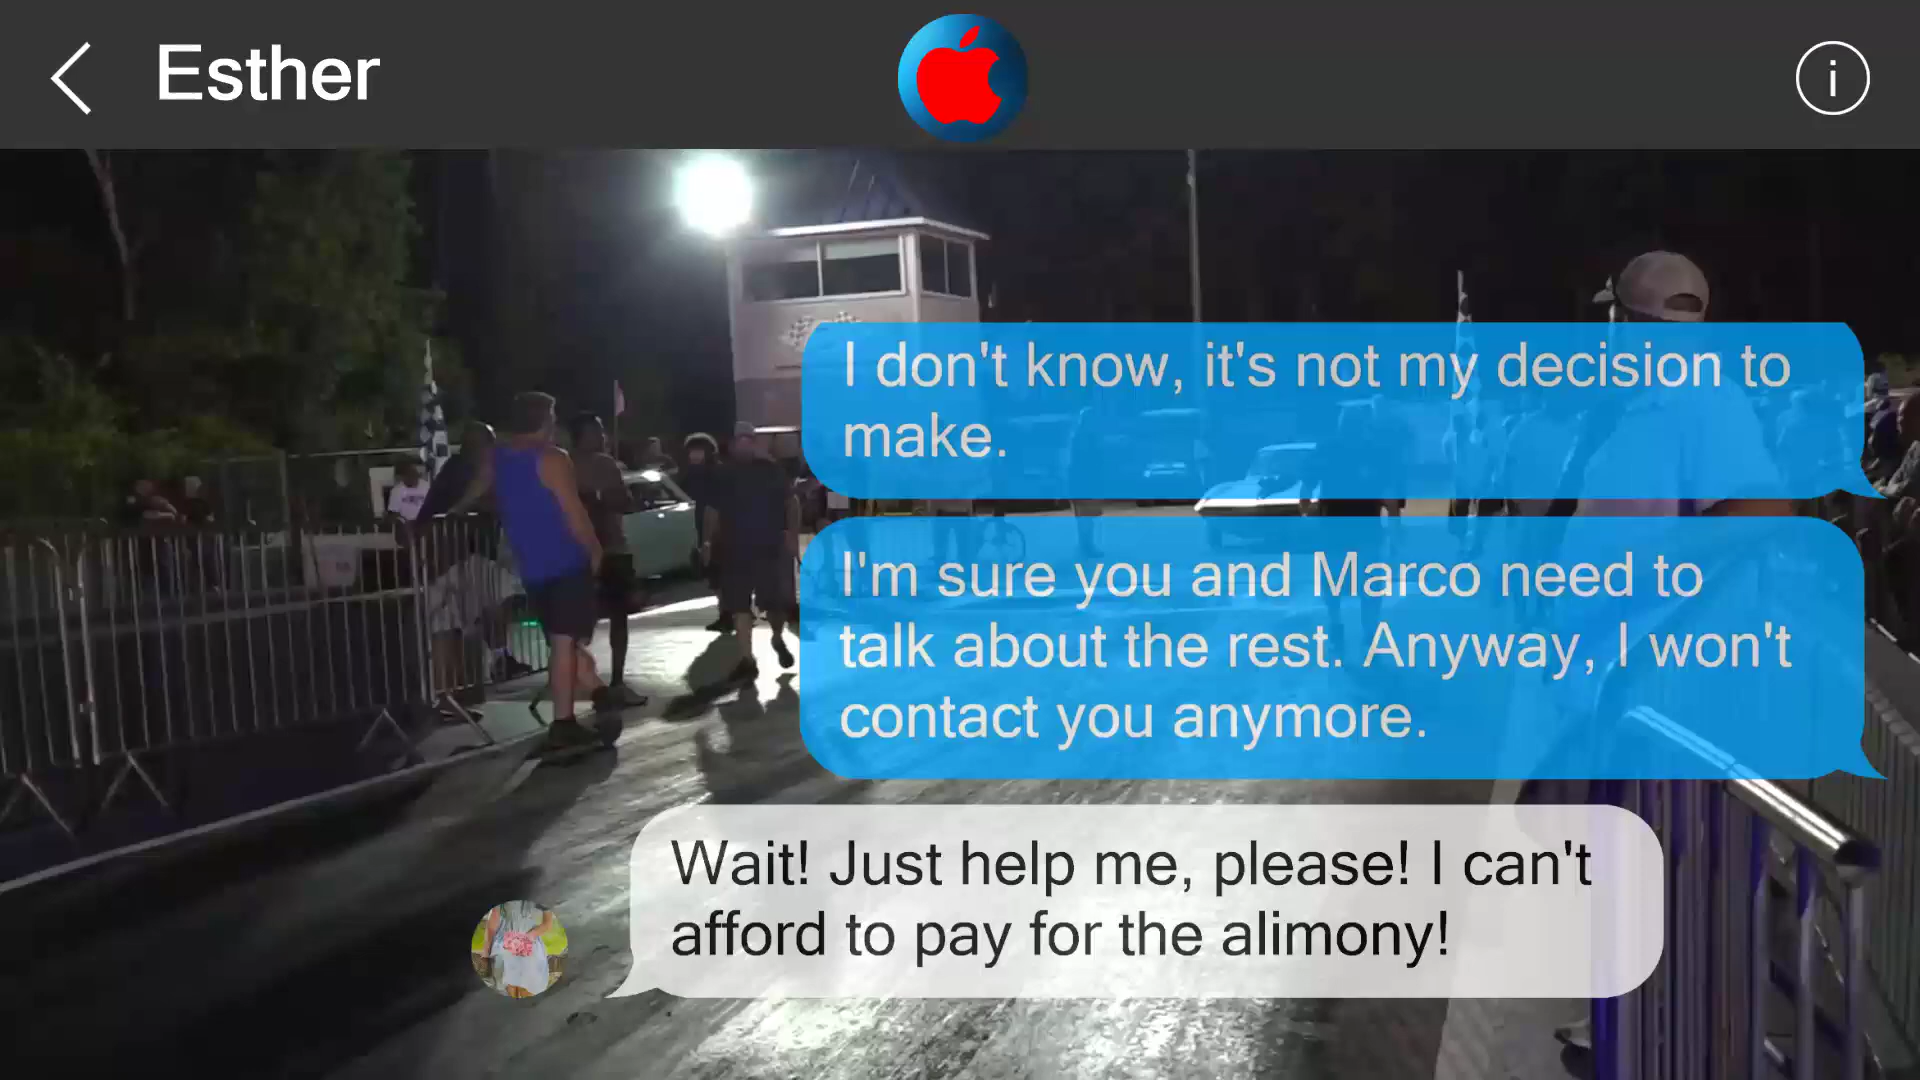 Esther
I don't know, it's not my decision to
make.
I'm sure you and Marco need to
talk about the rest. Anyway, I won't
contact you anymore.
Wait! Just help me, please! I can't
afford to pay for the alimony!